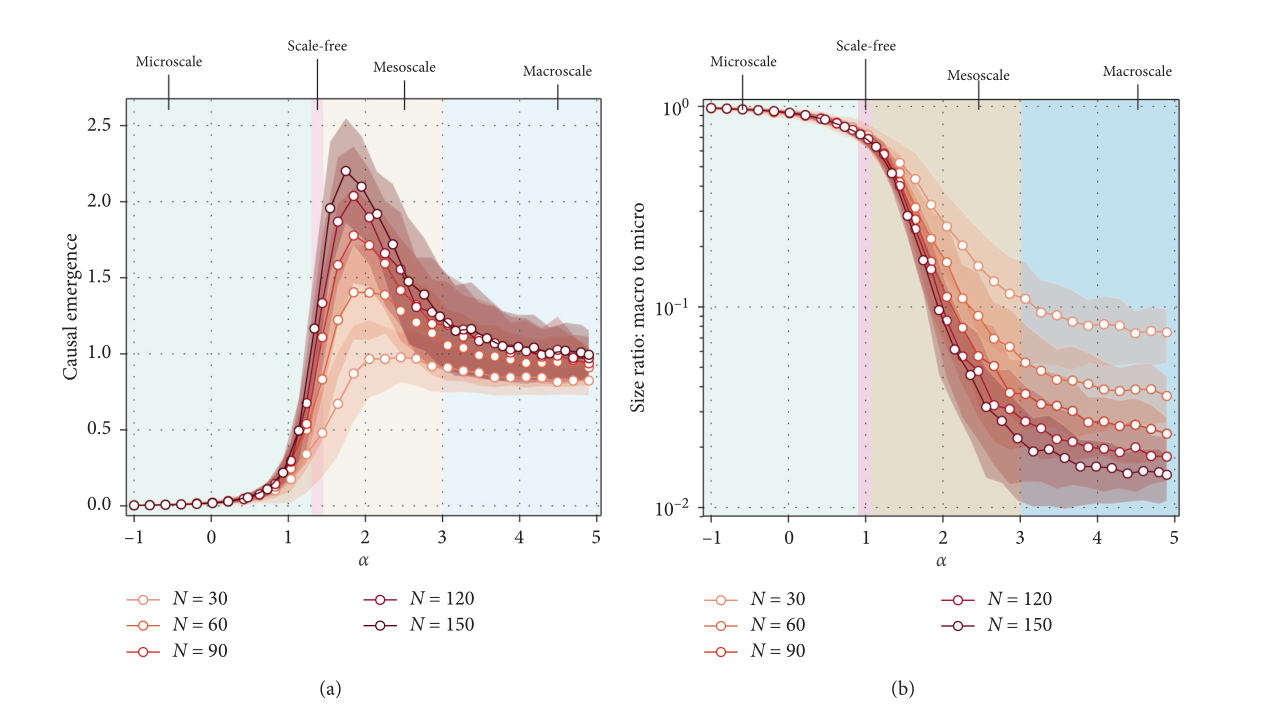 Microscale
Scale-free
Mesoscale
Macroscale
Causal emergence
2.5
2.0
1.5
1.0
0.5
0.0
–1 0 1 2 3 4 5
α
N = 30
N = 60
N = 90
N = 120
N = 150
(a)
Microscale
Scale-free
Mesoscale
Macroscale
Size ratio: macro to micro
10⁰
10⁻¹
10⁻²
–1 0 1 2 3 4 5
α
N = 30
N = 60
N = 90
N = 120
N = 150
(b)